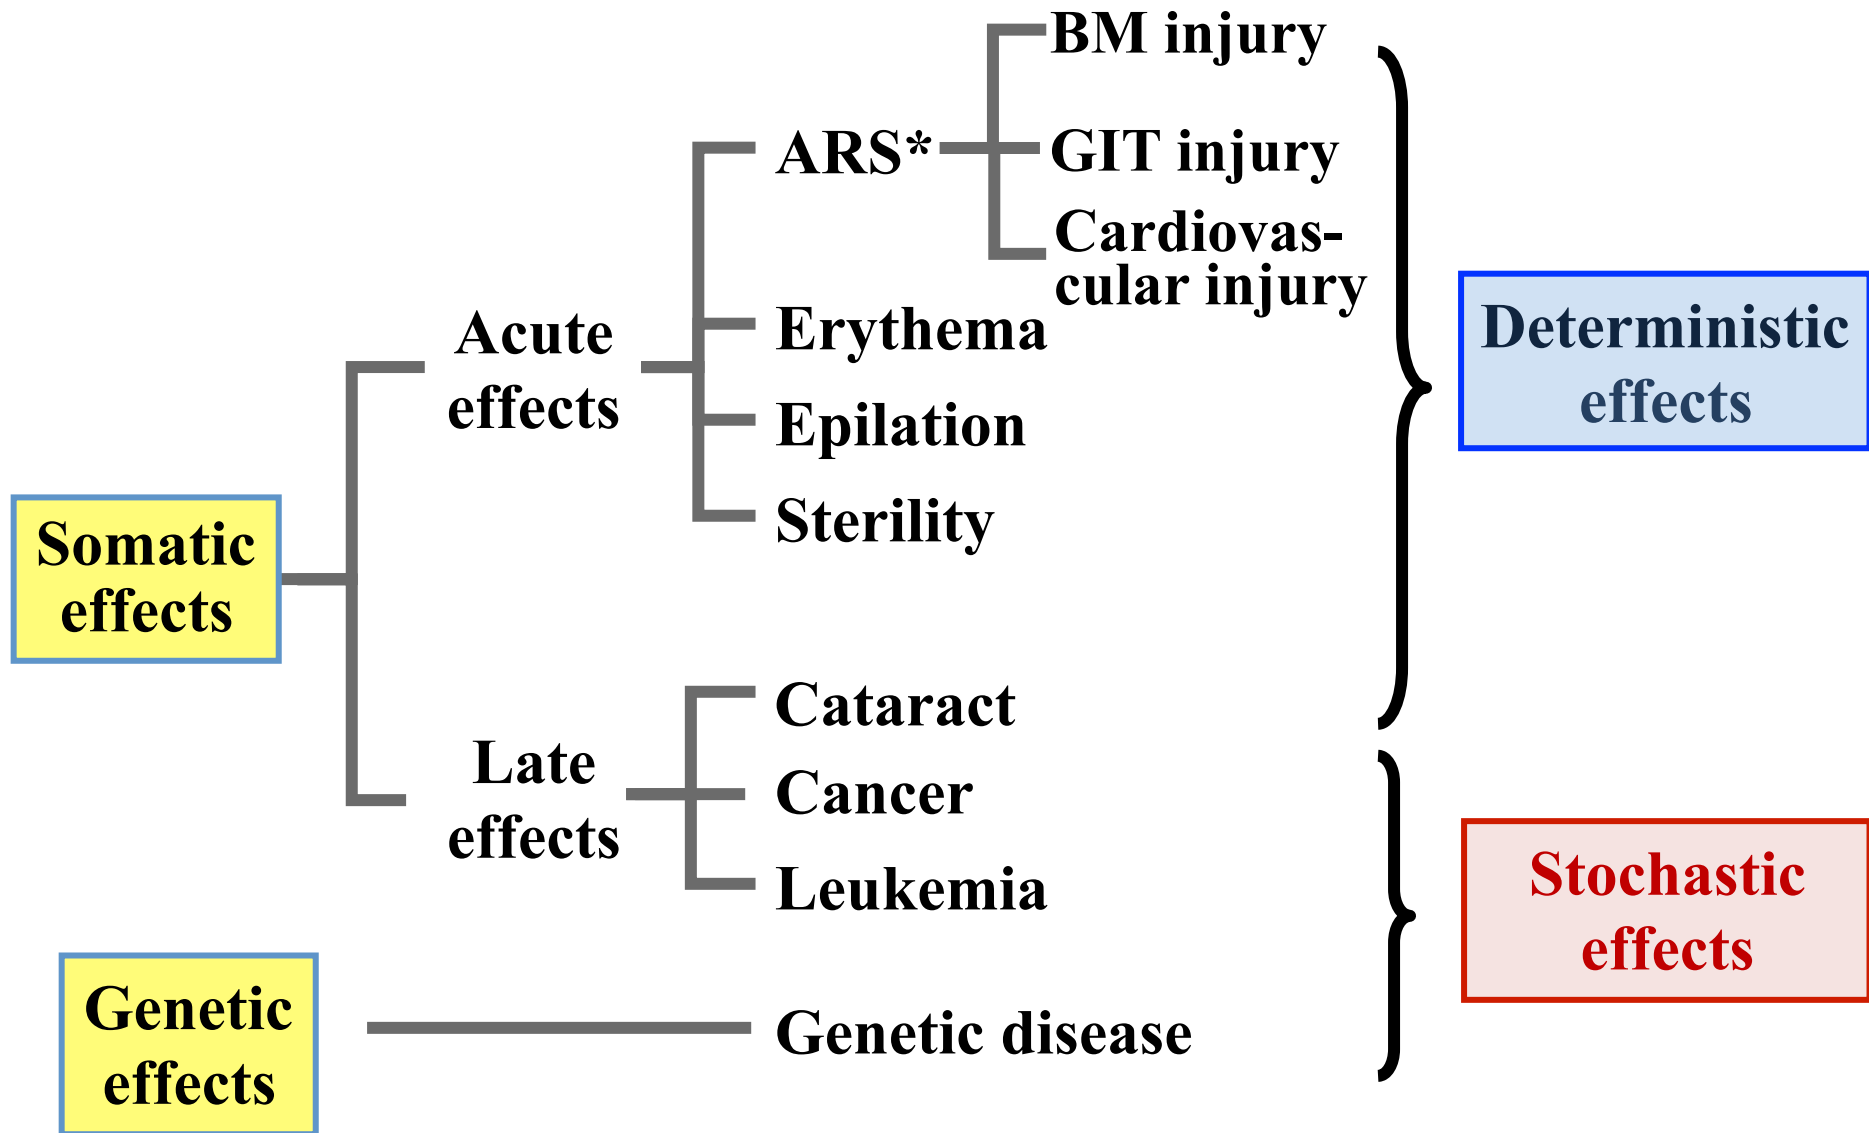 BM injury
ARS*
GIT injury
Cardiovas-
cular injury
Acute
effects
Erythema
Epilation
Sterility
Deterministic
effects
Somatic
effects
Late
effects
Cataract
Cancer
Leukemia
Stochastic
effects
Genetic
effects
Genetic disease